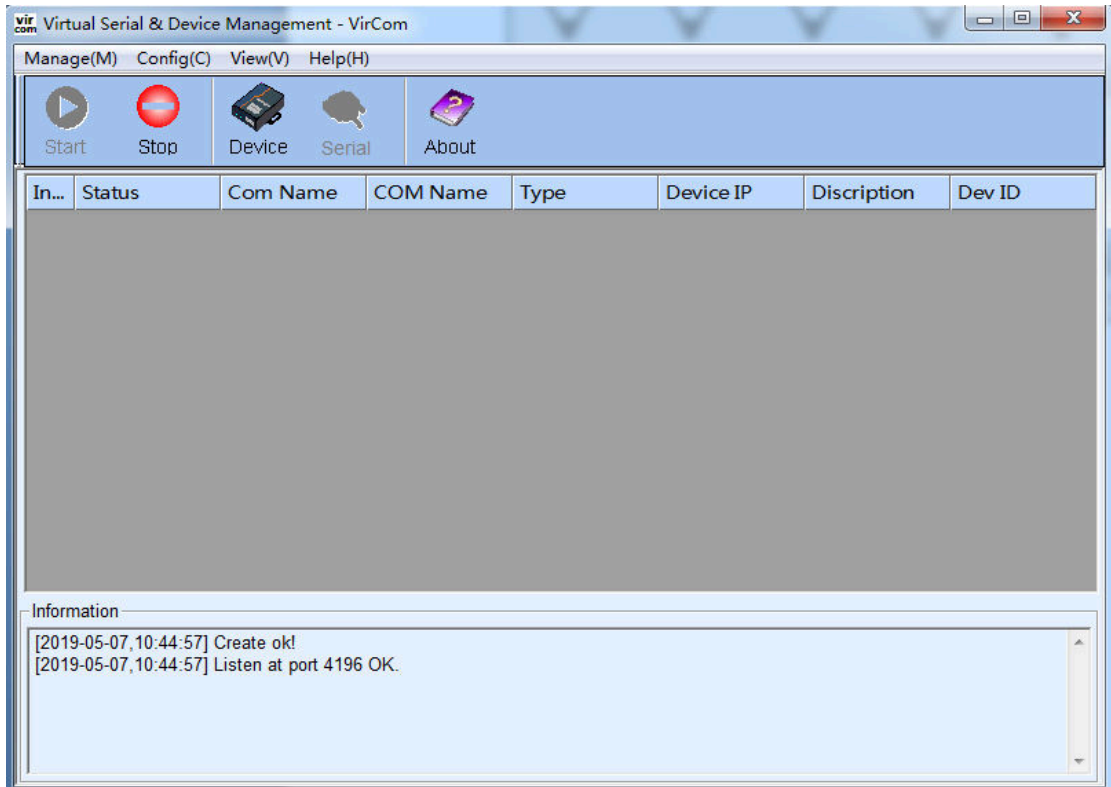 vir com Virtual Serial & Device Management - VirCom
Manage(M) Config(C) View(V) Help(H)
Start Stop Device Serial About
In... Status Com Name COM Name Type Device IP Discription Dev ID
Information
[2019-05-07,10:44:57] Create ok!
[2019-05-07,10:44:57] Listen at port 4196 OK.